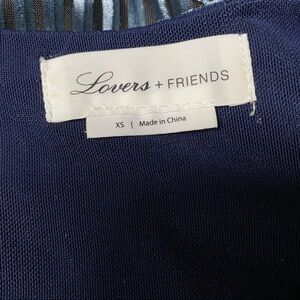 Lovers + FRIENDS
XS | Made in China